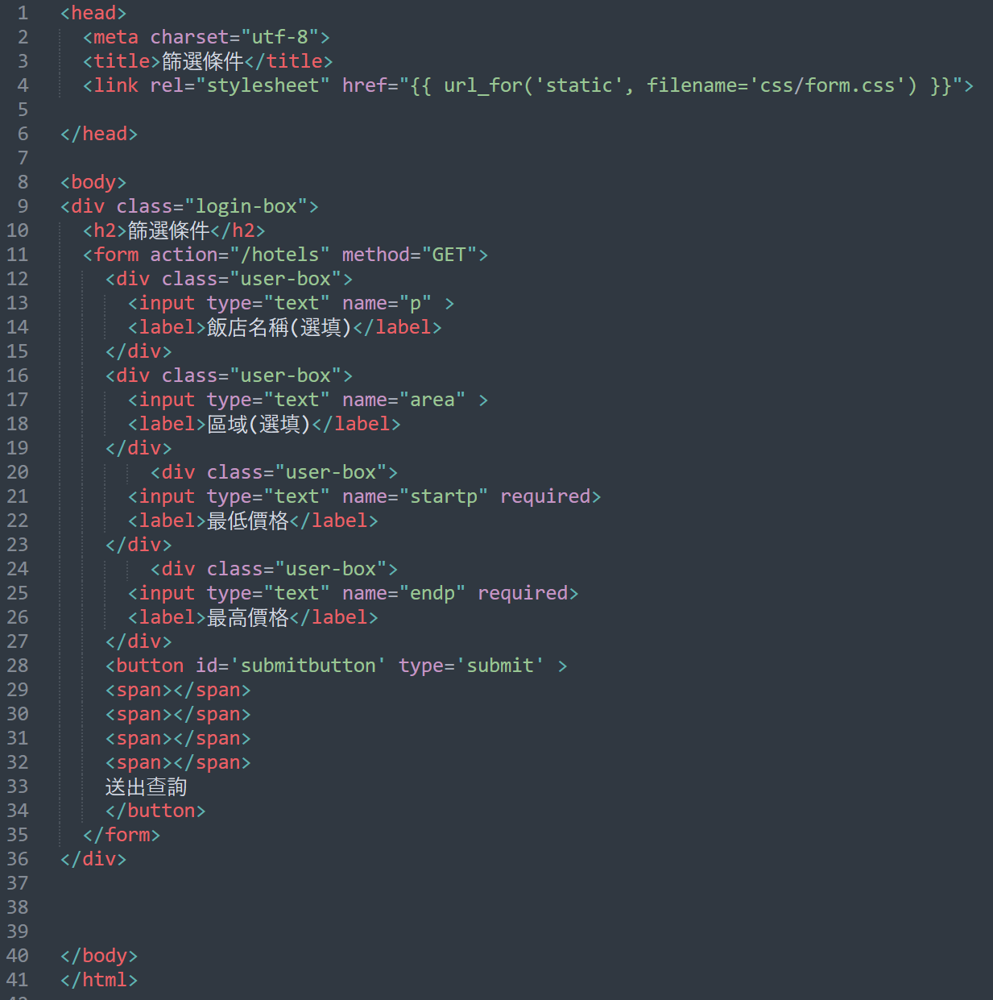 1 <head>
2 <meta charset="utf-8">
3 <title>篩選條件</title>
4 <link rel="stylesheet" href="{{ url_for('static', filename='css/form.css') }}">
5
6 </head>
7
8 <body>
9 <div class="login-box">
10 <h2>篩選條件</h2>
11 <form action="/hotels" method="GET">
12 <div class="user-box">
13 <input type="text" name="p" >
14 <label>飯店名稱(選填)</label>
15 </div>
16 <div class="user-box">
17 <input type="text" name="area" >
18 <label>區域(選填)</label>
19 </div>
20 <div class="user-box">
21 <input type="text" name="startp" required>
22 <label>最低價格</label>
23 </div>
24 <div class="user-box">
25 <input type="text" name="endp" required>
26 <label>最高價格</label>
27 </div>
28 <button id='submitbutton' type='submit' >
29 <span></span>
30 <span></span>
31 <span></span>
32 <span></span>
33 送出查詢
34 </button>
35 </form>
36 </div>
37
38
39
40 </body>
41 </html>